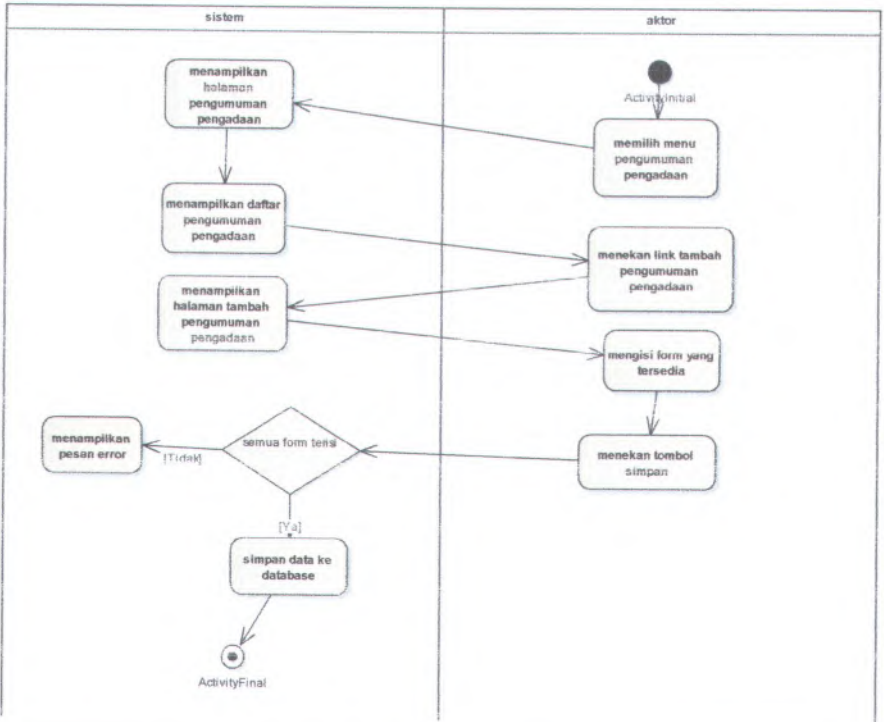 sistem
aktor
ActivityInitial
memilih menu
pengumuman
pengadaan
menampilkan
halaman
pengumuman
pengadaan
menampilkan daftar
pengumuman
pengadaan
menekan link tambah
pengumuman
pengadaan
menampilkan
halaman tambah
pengumuman
pengadaan
mengisi form yang
tersedia
menekan tombol
simpan
semua form terisi
[Tidak]
menampilkan
pesan error
[Ya]
simpan data ke
database
ActivityFinal